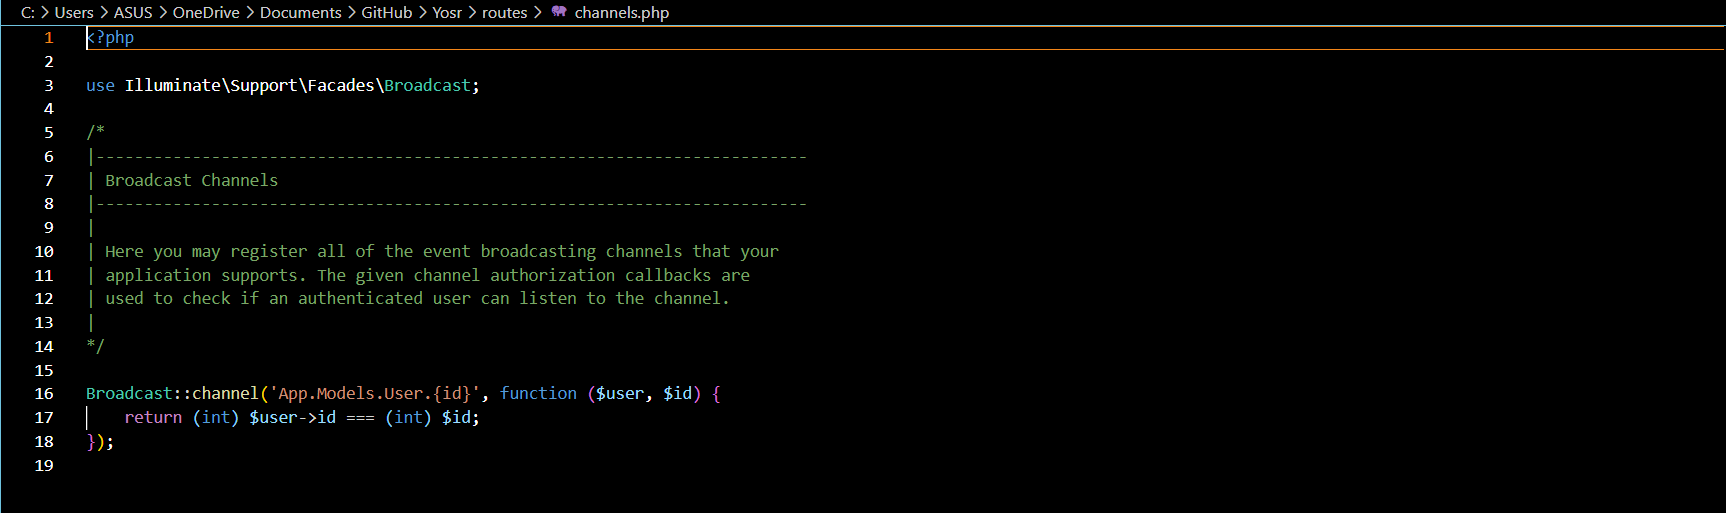 C: > Users > ASUS > OneDrive > Documents > GitHub > Yosr > routes > channels.php
1 <?php
2
3 use Illuminate\Support\Facades\Broadcast;
4
5 /*
6 |--------------------------------------------------------------------------
7 | Broadcast Channels
8 |--------------------------------------------------------------------------
9 |
10 | Here you may register all of the event broadcasting channels that your
11 | application supports. The given channel authorization callbacks are
12 | used to check if an authenticated user can listen to the channel.
13 |
14 */
15
16 Broadcast::channel('App.Models.User.{id}', function ($user, $id) {
17     return (int) $user->id === (int) $id;
18 });
19